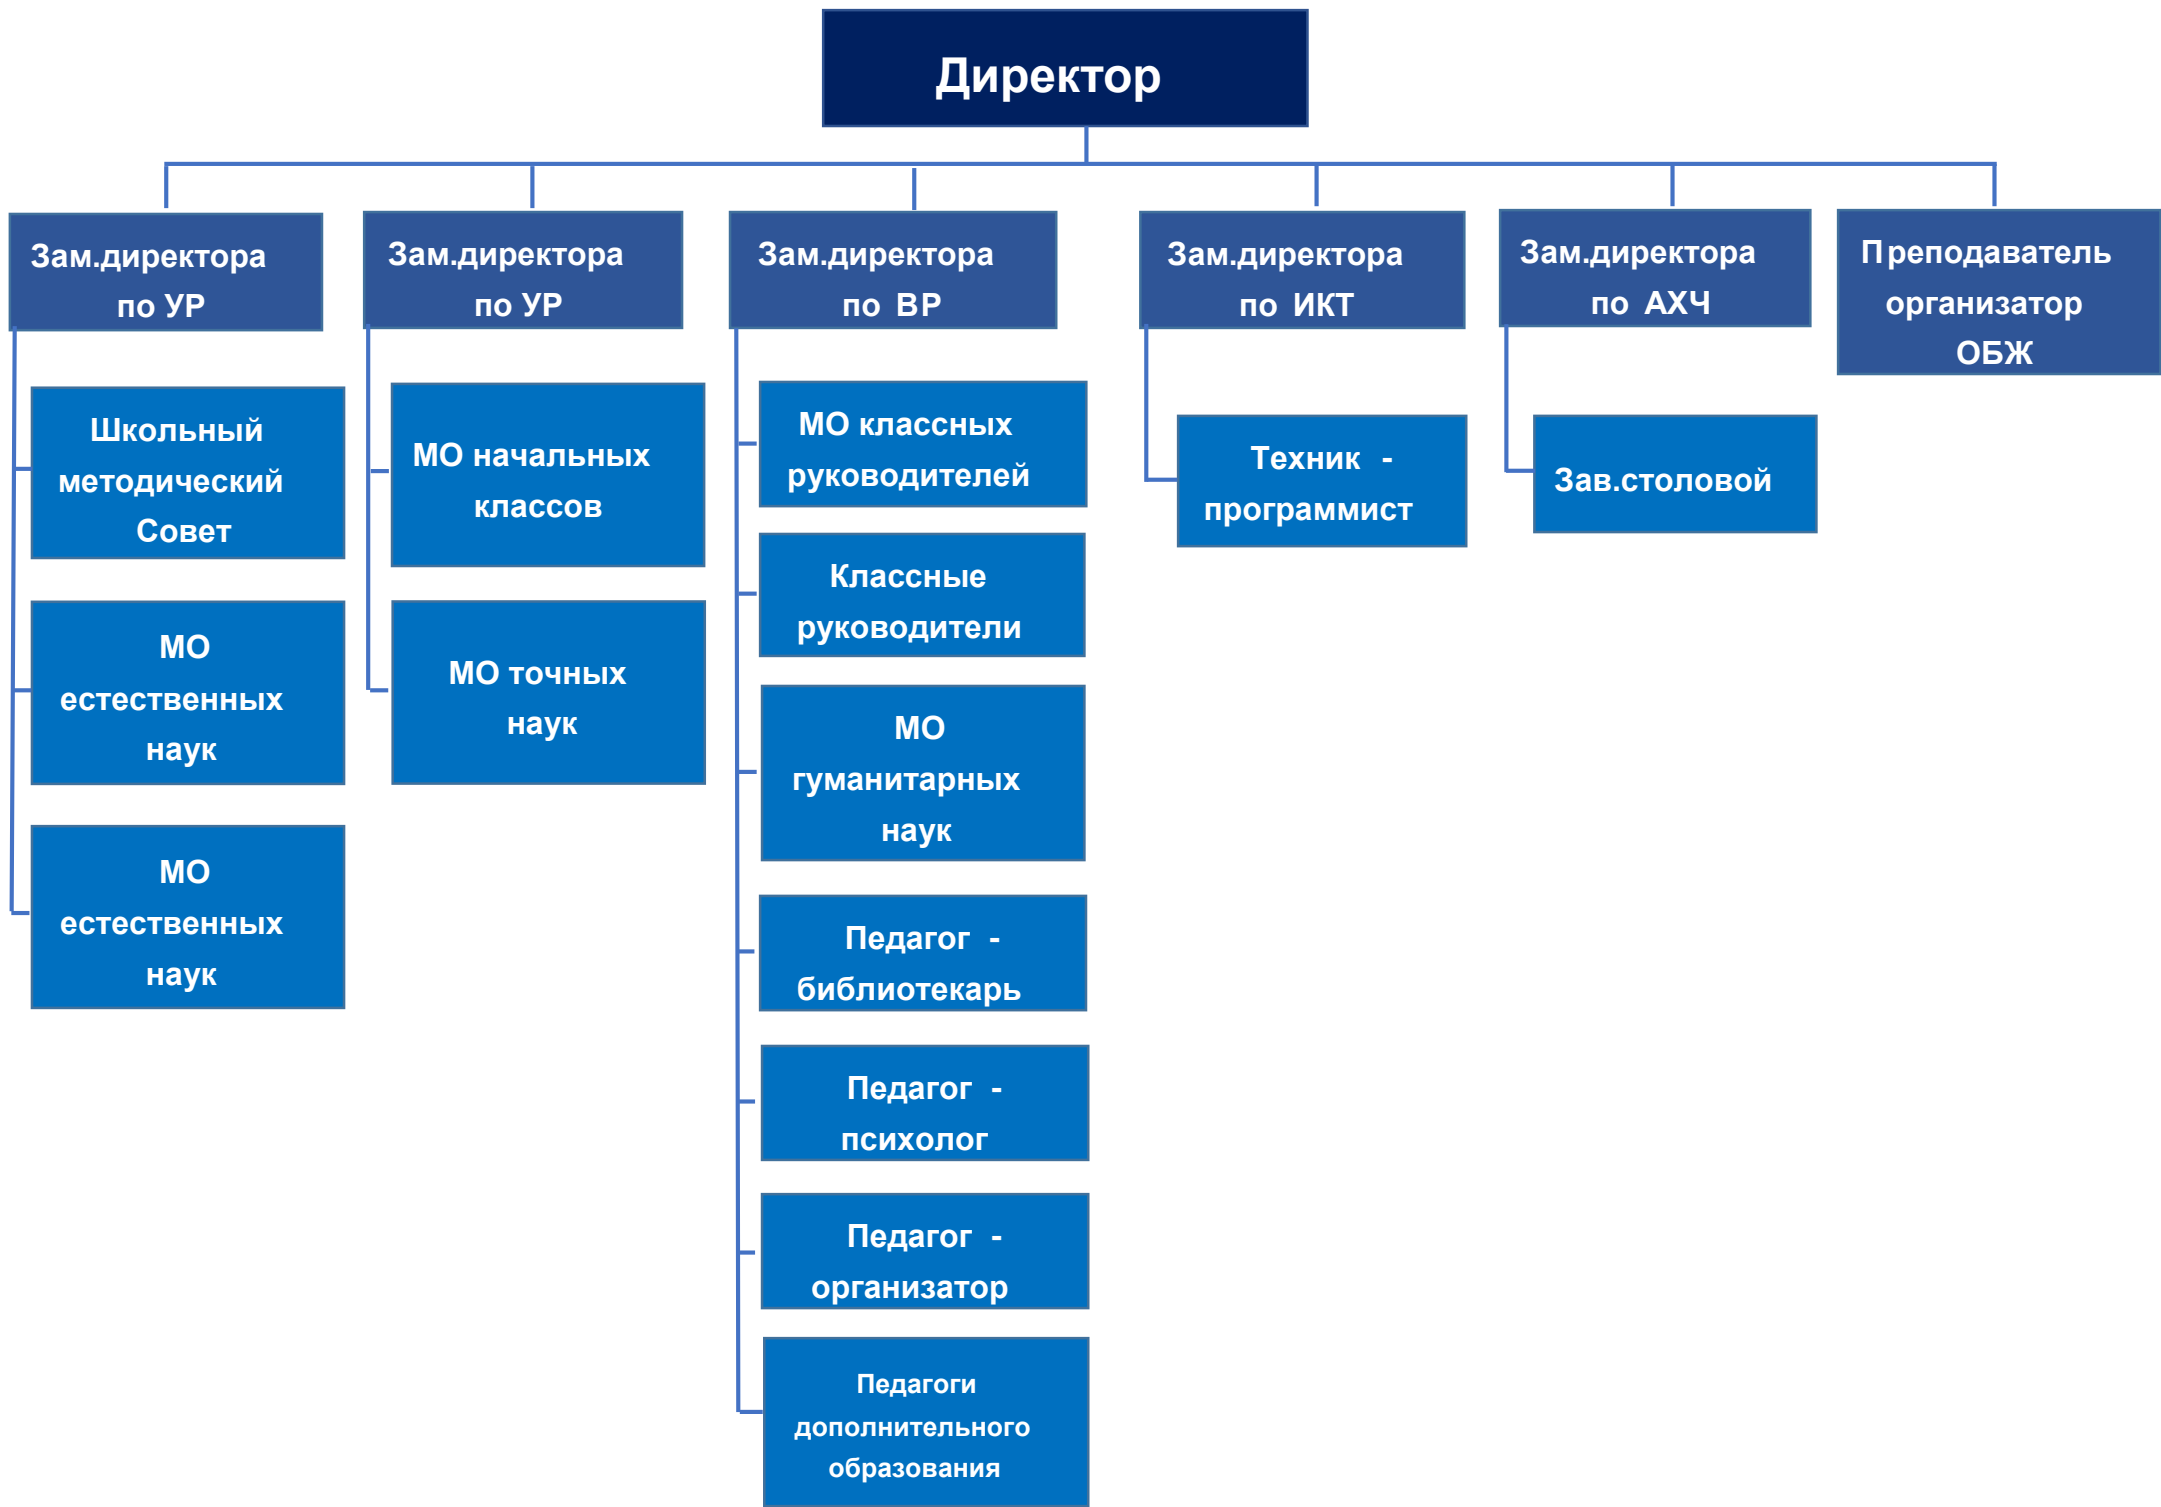 Директор
Зам.директора
по УР
Зам.директора
по УР
Зам.директора
по ВР
Зам.директора
по ИКТ
Зам.директора
по АХЧ
Преподаватель
организатор
ОБЖ
Школьный
методический
Совет
МО
естественных
наук
МО
естественных
наук
МО начальных
классов
МО точных
наук
МО классных
руководителей
Классные
руководители
МО
гуманитарных
наук
Педагог -
библиотекарь
Педагог -
психолог
Педагог -
организатор
Педагоги
дополнительного
образования
Техник -
программист
Зав.столовой